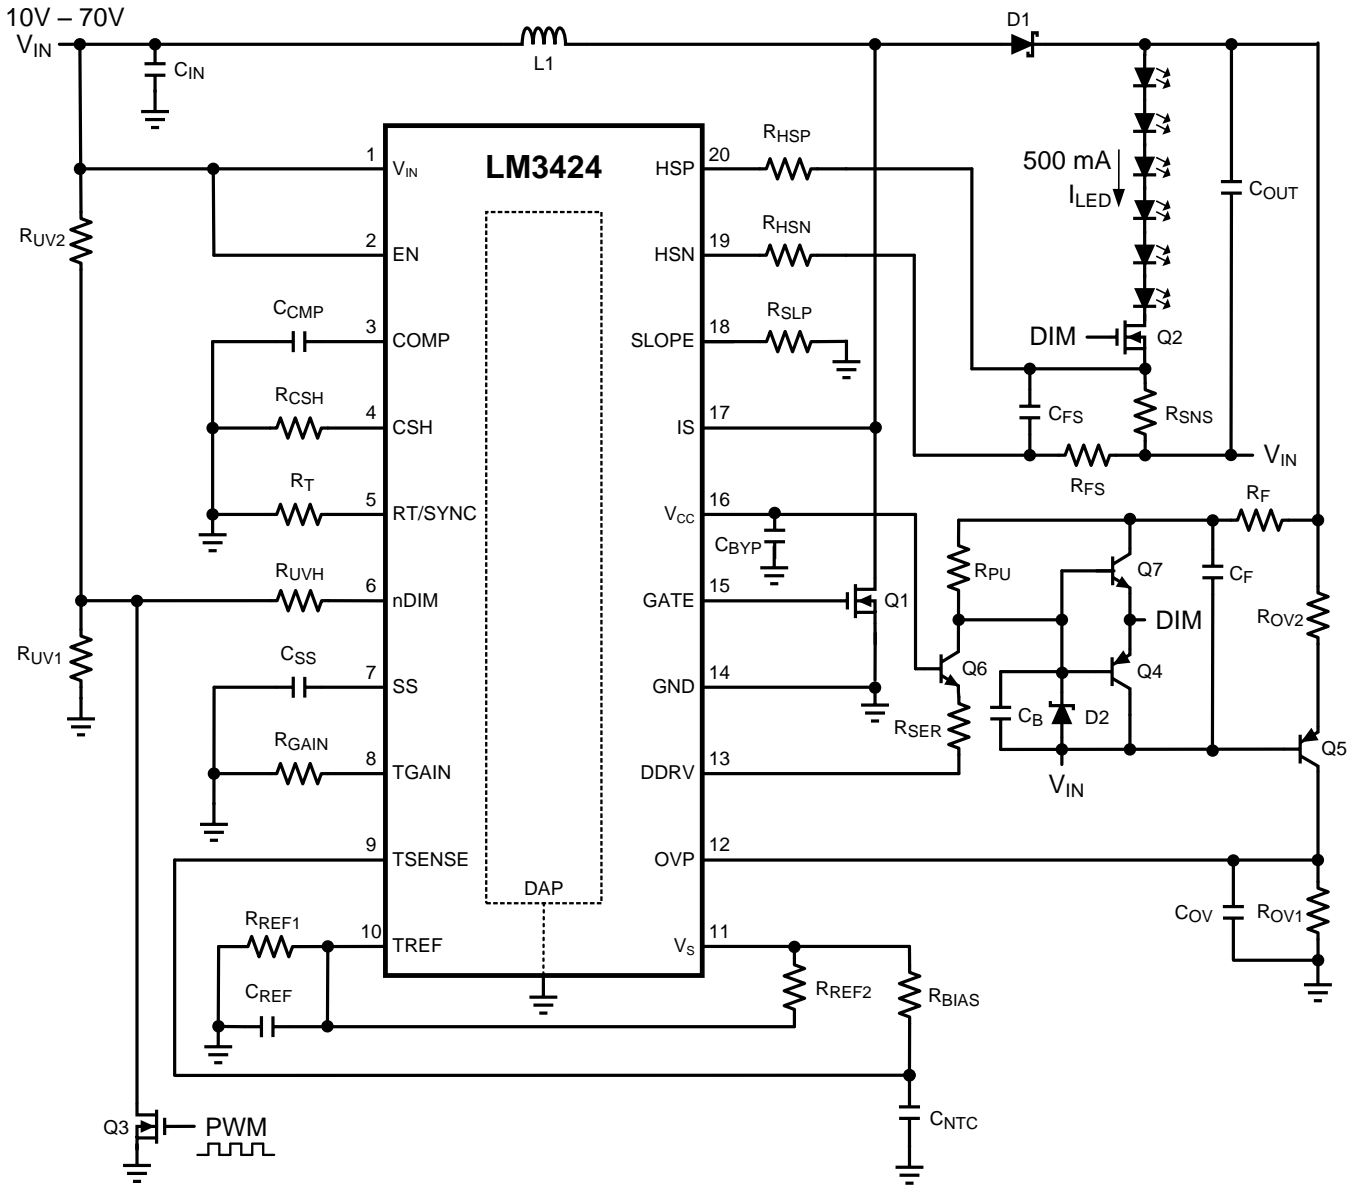 10V – 70V
VIN
CIN
L1
D1
LM3424
1
VIN
2
EN
3
COMP
4
CSH
5
RT/SYNC
6
nDIM
7
SS
8
TGAIN
9
TSENSE
10
TREF
20
HSP
19
HSN
18
SLOPE
17
IS
16
VCC
15
GATE
14
GND
13
DDRV
12
OVP
11
VS
DAP
RUV2
CCMP
RCSH
RT
RUVH
RUV1
CSS
RGAIN
RREF1
CREF
Q3
PWM
RHSP
RHSN
RSLP
CBYP
Q1
500 mA
ILED
COUT
DIM
Q2
CFS
RSNS
RFS
VIN
RF
RPU
Q7
CF
DIM
ROV2
Q6
Q4
RSER
CB
D2
VIN
Q5
COV
ROV1
RREF2
RBIAS
CNTC